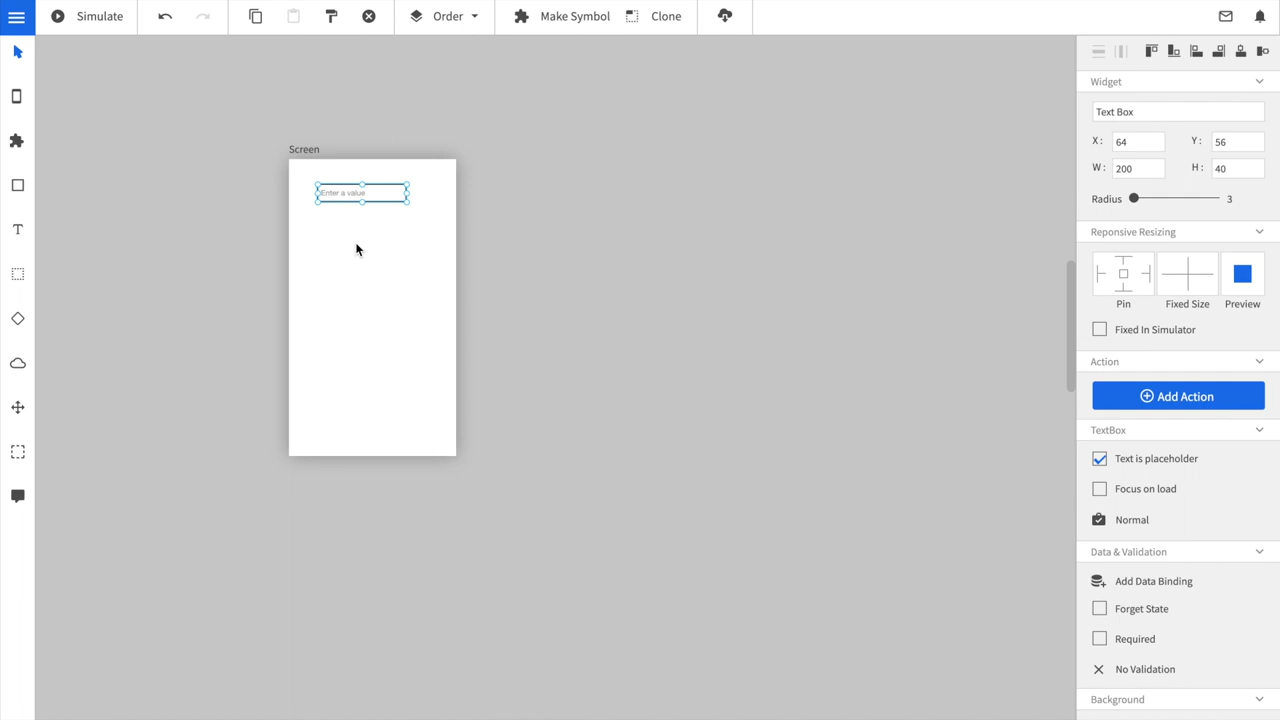 Simulate
Order
Make Symbol
Clone
Widget
Text Box
X : 64 Y : 56
W : 200 H : 40
Radius 3
Reponsive Resizing
Pin Fixed Size Preview
Fixed In Simulator
Action
Add Action
TextBox
Text is placeholder
Focus on load
Normal
Data & Validation
Add Data Binding
Forget State
Required
No Validation
Background
Screen
Enter a value
T